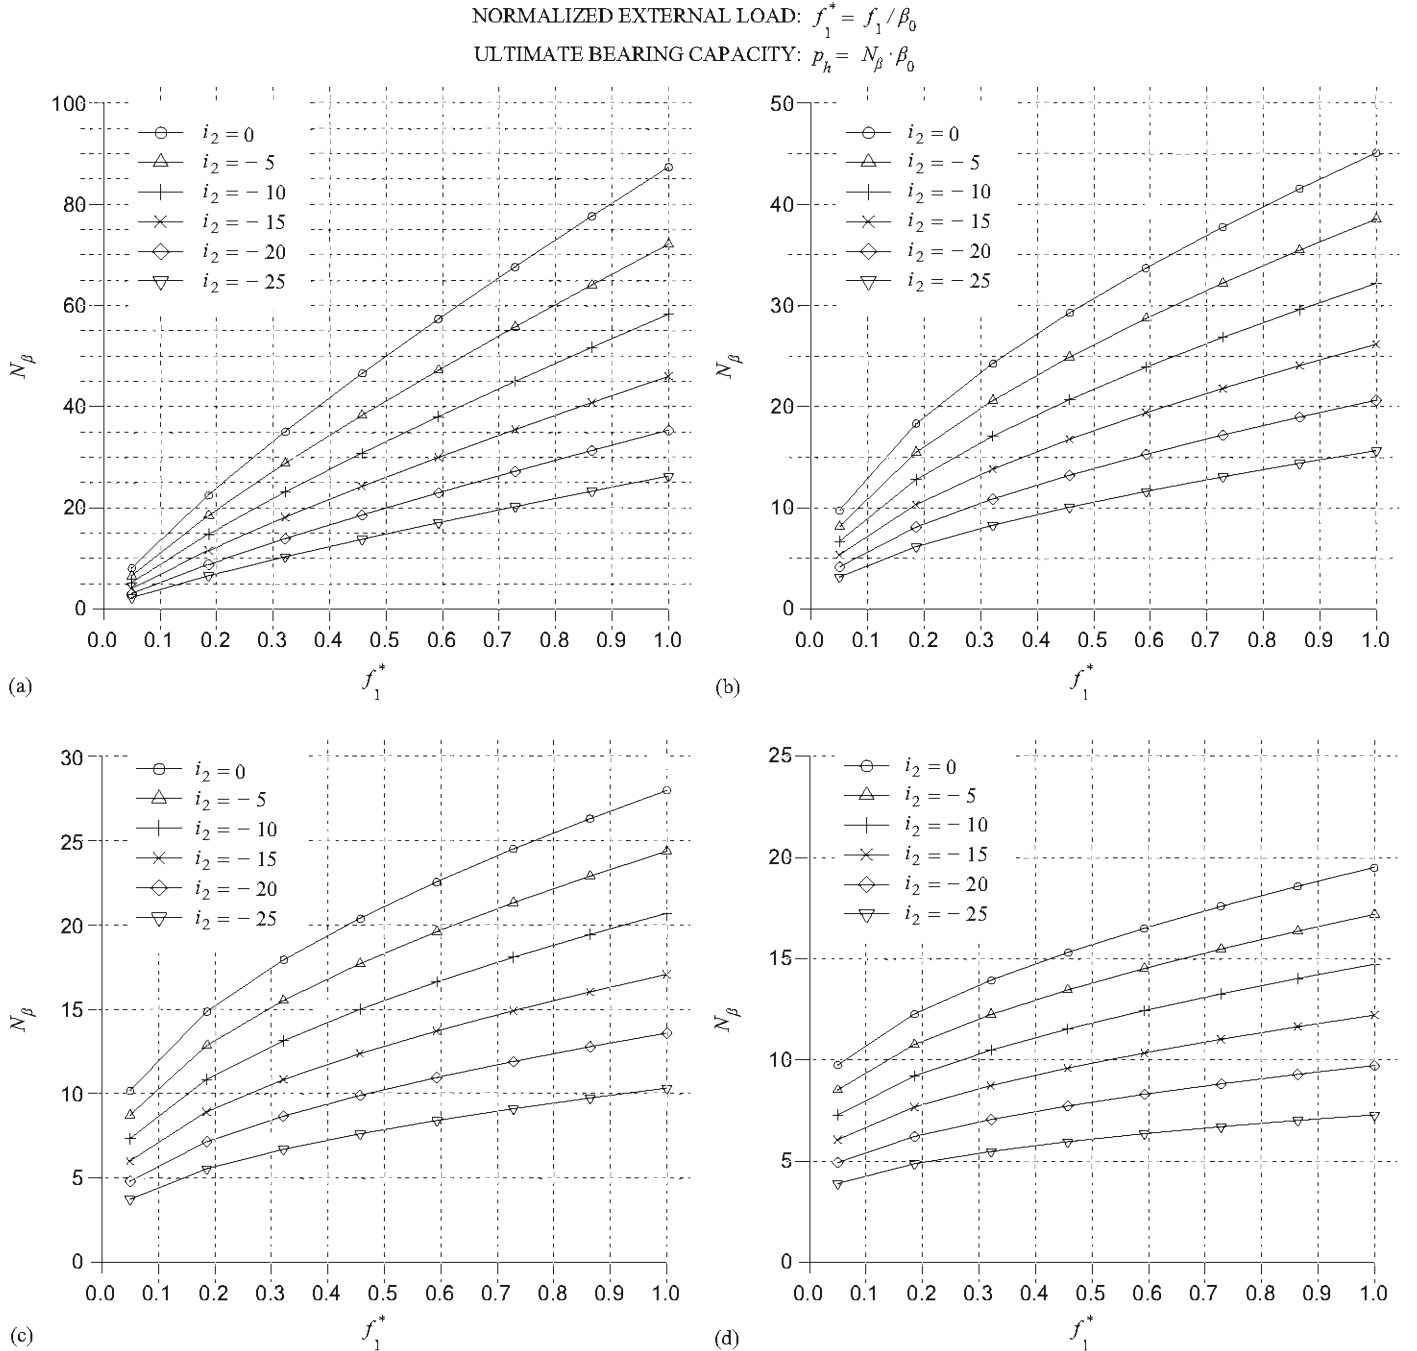 NORMALIZED EXTERNAL LOAD: f₁* = f₁/β₀
ULTIMATE BEARING CAPACITY: pₕ = N_β · β₀
100
80
60
40
20
0
N_β
i₂ = 0
i₂ = − 5
i₂ = − 10
i₂ = − 15
i₂ = − 20
i₂ = − 25
0.0 0.1 0.2 0.3 0.4 0.5 0.6 0.7 0.8 0.9 1.0
f₁*
(a)
50
40
30
20
10
0
N_β
i₂ = 0
i₂ = − 5
i₂ = − 10
i₂ = − 15
i₂ = − 20
i₂ = − 25
0.0 0.1 0.2 0.3 0.4 0.5 0.6 0.7 0.8 0.9 1.0
f₁*
(b)
30
25
20
15
10
5
0
N_β
i₂ = 0
i₂ = − 5
i₂ = − 10
i₂ = − 15
i₂ = − 20
i₂ = − 25
0.0 0.1 0.2 0.3 0.4 0.5 0.6 0.7 0.8 0.9 1.0
f₁*
(c)
25
20
15
10
5
0
N_β
i₂ = 0
i₂ = − 5
i₂ = − 10
i₂ = − 15
i₂ = − 20
i₂ = − 25
0.0 0.1 0.2 0.3 0.4 0.5 0.6 0.7 0.8 0.9 1.0
f₁*
(d)